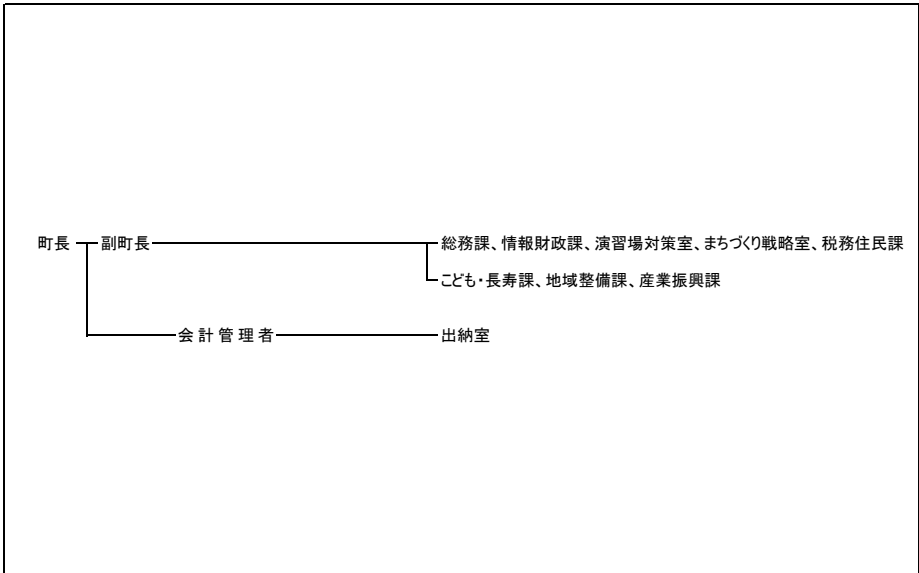 町長 副町長 総務課、情報財政課、演習場対策室、まちづくり戦略室、税務住民課
こども・長寿課、地域整備課、産業振興課
会計管理者 出納室